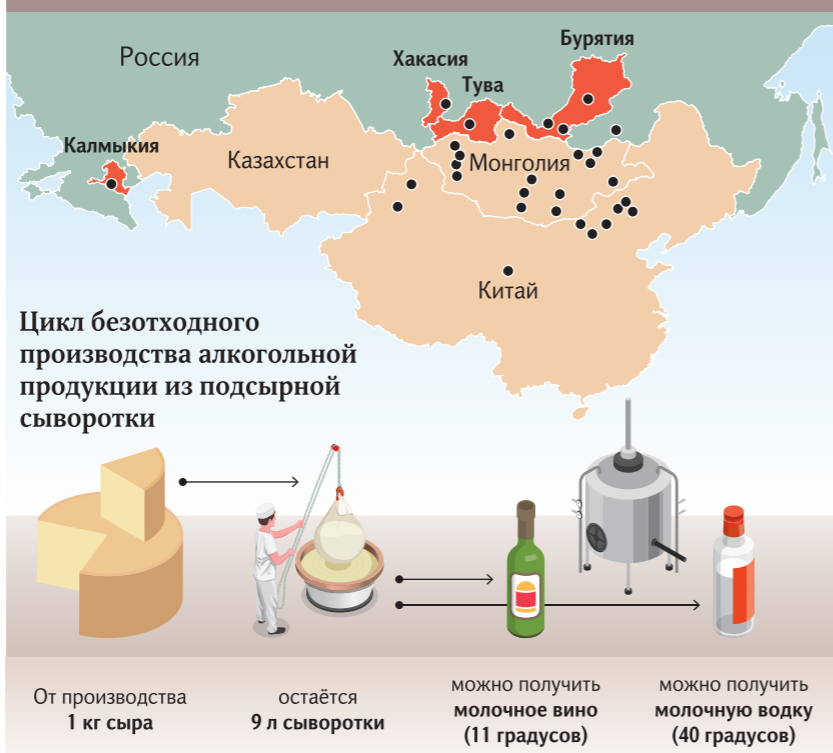 Россия
Хакасия
Бурятия
Тува
Калмыкия
Казахстан
Монголия
Китай
Цикл безотходного
производства алкогольной
продукции из подсырной
сыворотки
От производства
1 кг сыра
остаётся
9 л сыворотки
можно получить
молочное вино
(11 градусов)
можно получить
молочную водку
(40 градусов)